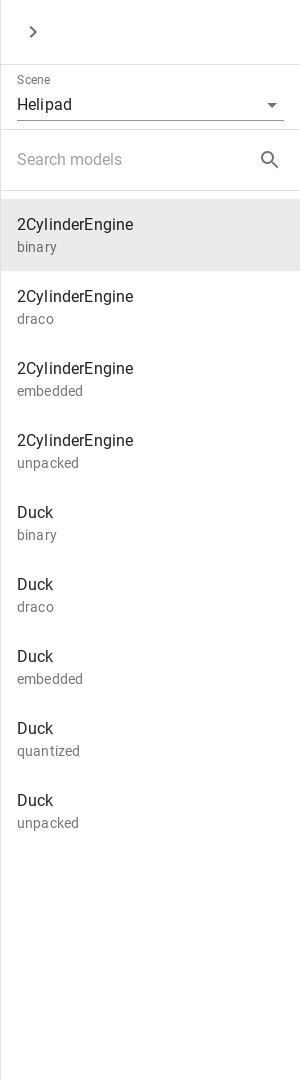 Scene
Helipad
Search models
2CylinderEngine
binary
2CylinderEngine
draco
2CylinderEngine
embedded
2CylinderEngine
unpacked
Duck
binary
Duck
draco
Duck
embedded
Duck
quantized
Duck
unpacked